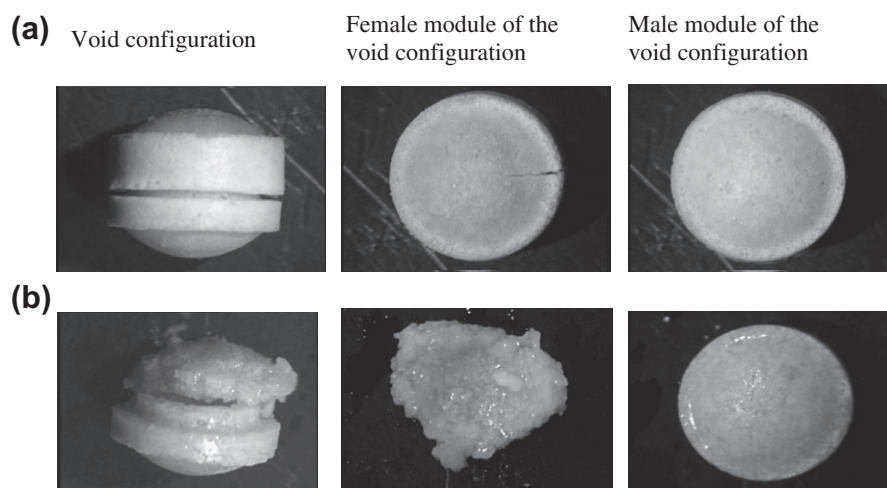 (a)
Void configuration
Female module of the
void configuration
Male module of the
void configuration
(b)